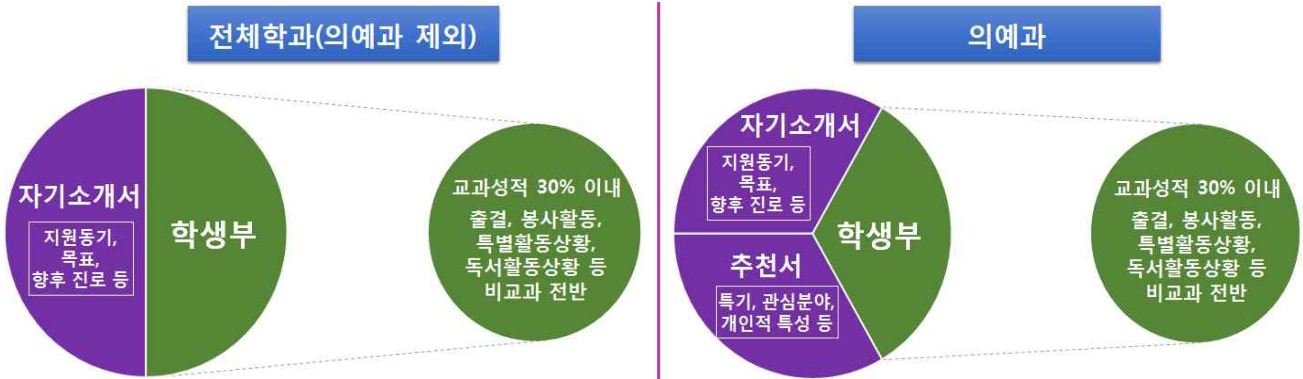 전체학과(의예과 제외)
자기소개서
지원동기,
목표,
향후 진로 등
학생부
교과성적 30% 이내
출결, 봉사활동,
특별활동상황,
독서활동상황 등
비교과 전반
의예과
자기소개서
지원동기,
목표,
향후 진로 등
추천서
특기, 관심분야,
개인적 특성 등
학생부
교과성적 30% 이내
출결, 봉사활동,
특별활동상황,
독서활동상황 등
비교과 전반